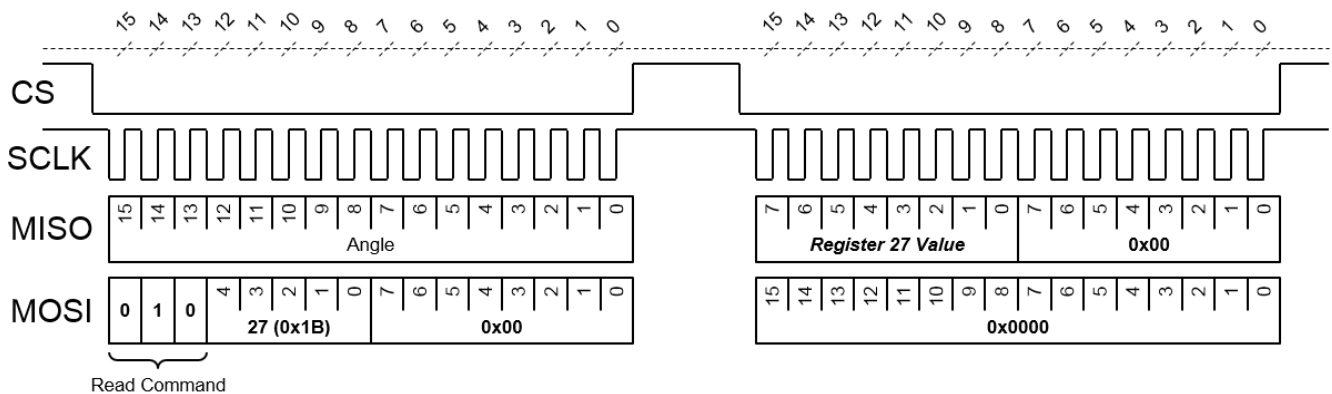 15 14 13 12 11 10 9 8 7 6 5 4 3 2 1 0 15 14 13 12 11 10 9 8 7 6 5 4 3 2 1 0
CS
SCLK
MISO 15 14 13 12 11 10 9 8 7 6 5 4 3 2 1 0 7 6 5 4 3 2 1 0 7 6 5 4 3 2 1 0
Angle Register 27 Value 0x00
MOSI 0 1 0 4 3 2 1 0 7 6 5 4 3 2 1 0 15 14 13 12 11 10 9 8 7 6 5 4 3 2 1 0
27 (0x1B) 0x00 0x0000
Read Command